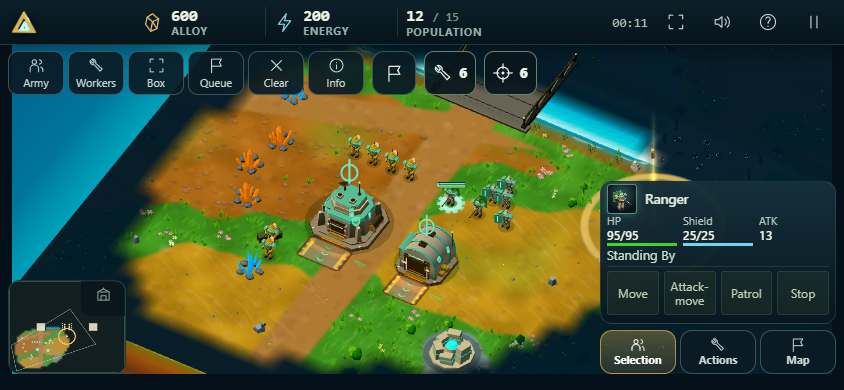 600
ALLOY
200
ENERGY
12 / 15
POPULATION
00:11
Army
Workers
Box
Queue
Clear
Info
6
6
Ranger
HP
95/95
Shield
25/25
ATK
13
Standing By
Move
Attack-
move
Patrol
Stop
Selection
Actions
Map